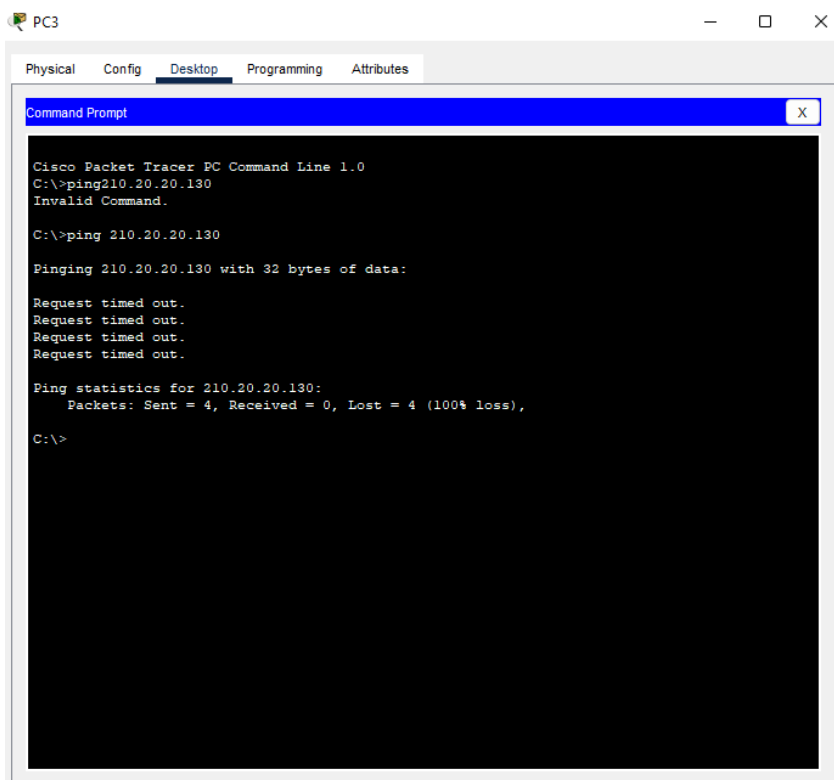 PC3
Physical Config Desktop Programming Attributes
Command Prompt X
Cisco Packet Tracer PC Command Line 1.0
C:\>ping210.20.20.130
Invalid Command.
C:\>ping 210.20.20.130
Pinging 210.20.20.130 with 32 bytes of data:
Request timed out.
Request timed out.
Request timed out.
Request timed out.
Ping statistics for 210.20.20.130:
Packets: Sent = 4, Received = 0, Lost = 4 (100% loss),
C:\>